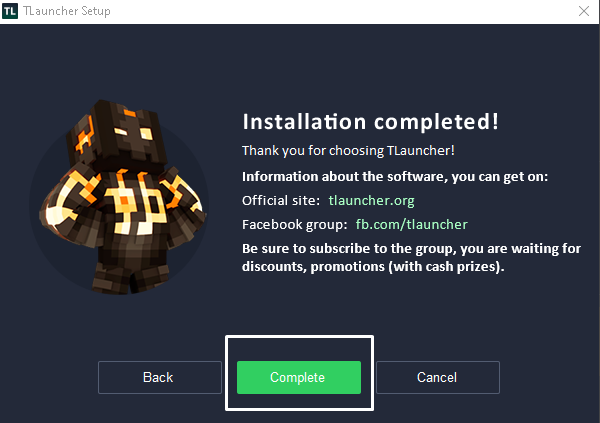 TL TLauncher Setup
Installation completed!
Thank you for choosing TLauncher!
Information about the software, you can get on:
Official site: tlauncher.org
Facebook group: fb.com/tlauncher
Be sure to subscribe to the group, you are waiting for
discounts, promotions (with cash prizes).
Back Complete Cancel